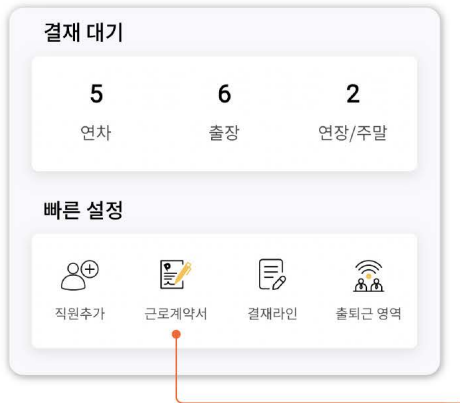 결재 대기
5 6 2
연차 출장 연장/주말
빠른 설정
직원추가 근로계약서 결재라인 출퇴근 영역